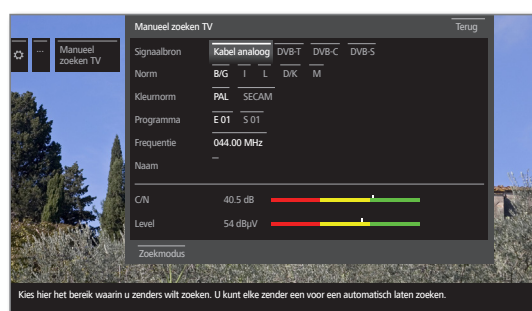 Manueel zoeken TV Terug
... Manueel zoeken TV
Signaalbron Kabel analoog DVB-T DVB-C DVB-S
Norm B/G I L D/K M
Kleurnorm PAL SECAM
Programma E 01 S 01
Frequentie 044.00 MHz
Naam –
C/N 40.5 dB
Level 54 dBµV
Zoekmodus
Kies hier het bereik waarin u zenders wilt zoeken. U kunt elke zender een voor een automatisch laten zoeken.